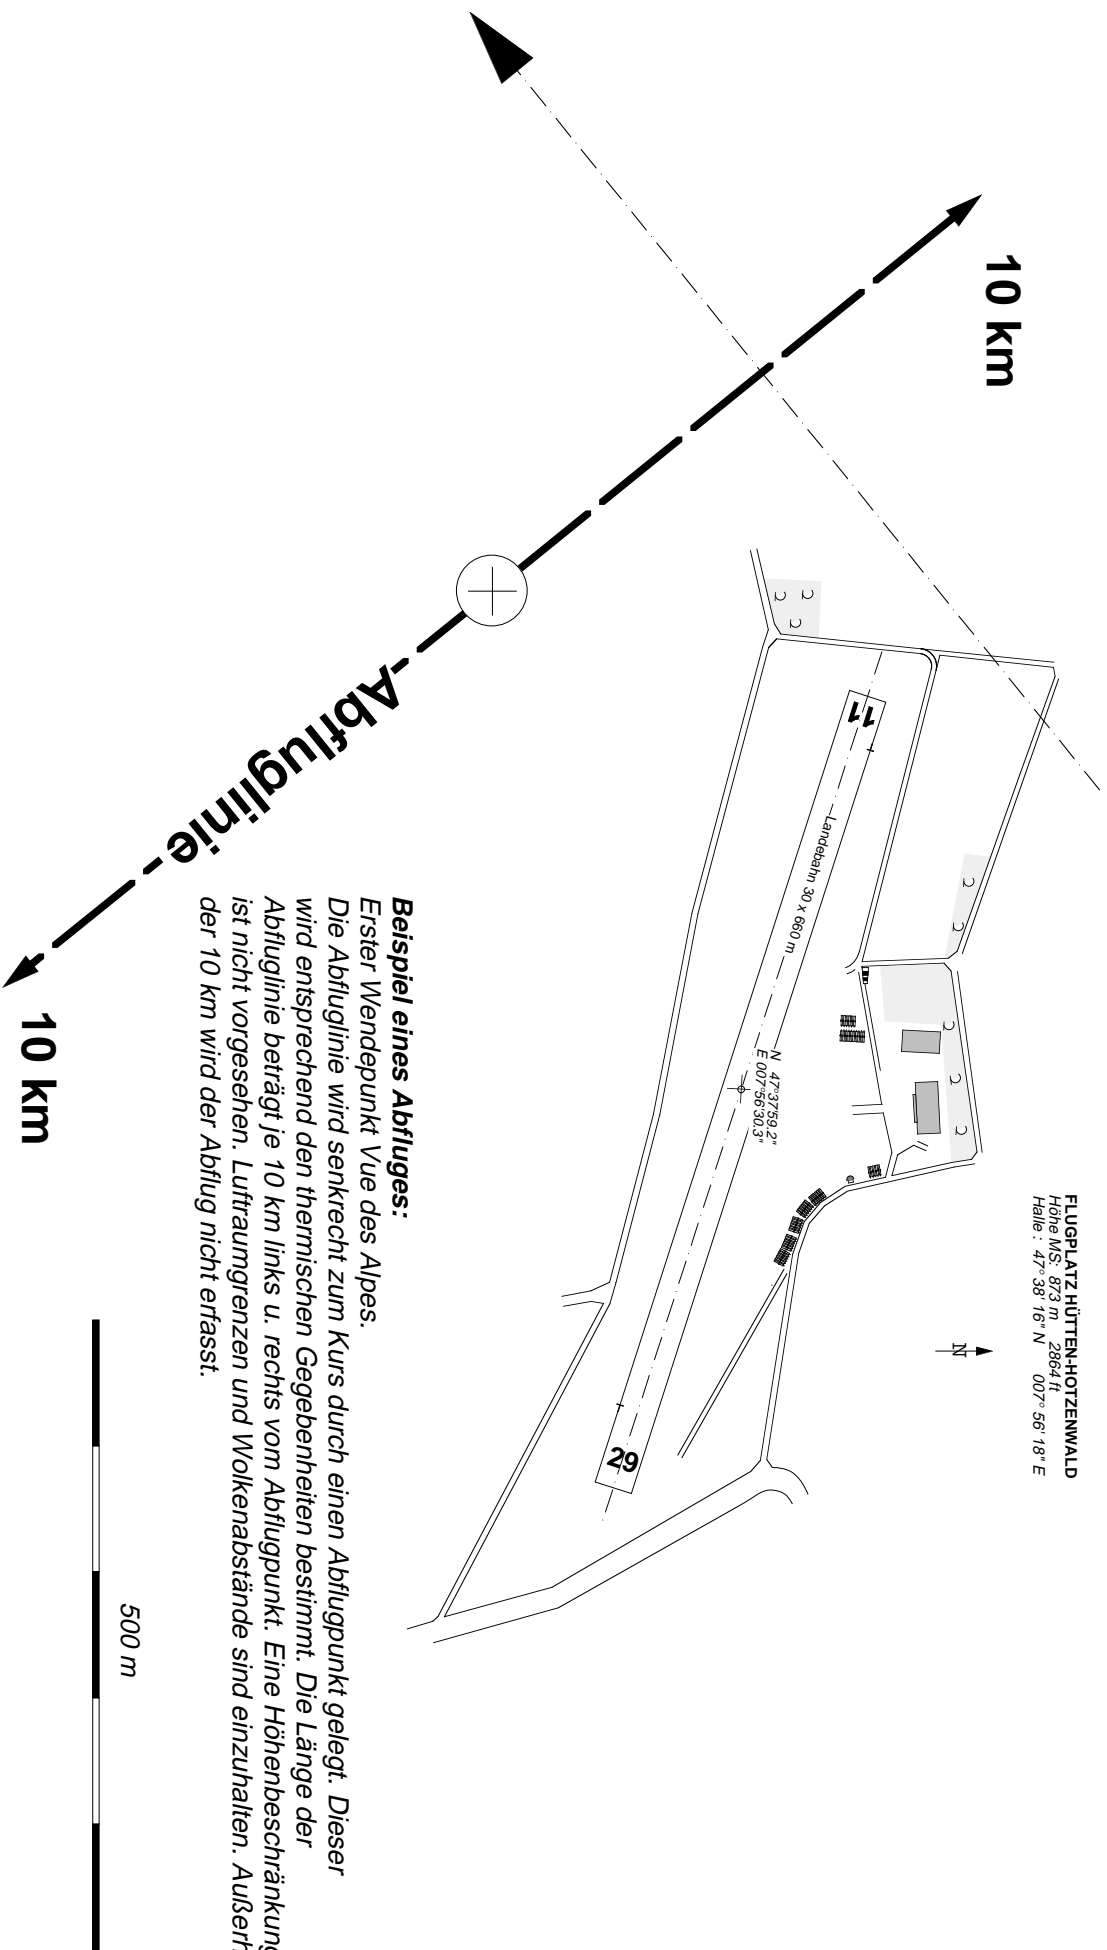 FLUGPLATZ HÜTTEN-HOTZENWALD
Höhe MS: 873 m 2864 ft
Halle : 47° 38' 16" N 007° 56' 18" E
N
10 km
11
Landebahn 30 x 660 m
N 47°37'59.2"
E 007°56'30.3"
29
Abfluglinie
Beispiel eines Abfluges:
Erster Wendepunkt Vue des Alpes.
Die Abfluglinie wird senkrecht zum Kurs durch einen Abflugpunkt gelegt. Dieser
wird entsprechend den thermischen Gegebenheiten bestimmt. Die Länge der
Abfluglinie beträgt je 10 km links u. rechts vom Abflugpunkt. Eine Höhenbeschränkung
ist nicht vorgesehen. Luftraumgrenzen und Wolkenabstände sind einzuhalten.
der 10 km wird der Abflug nicht erfasst.
10 km
500 m